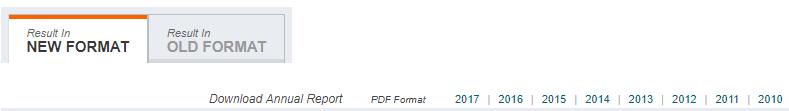 Result In Result In
NEW FORMAT OLD FORMAT
Download Annual Report PDF Format 2017 | 2016 | 2015 | 2014 | 2013 | 2012 | 2011 | 2010